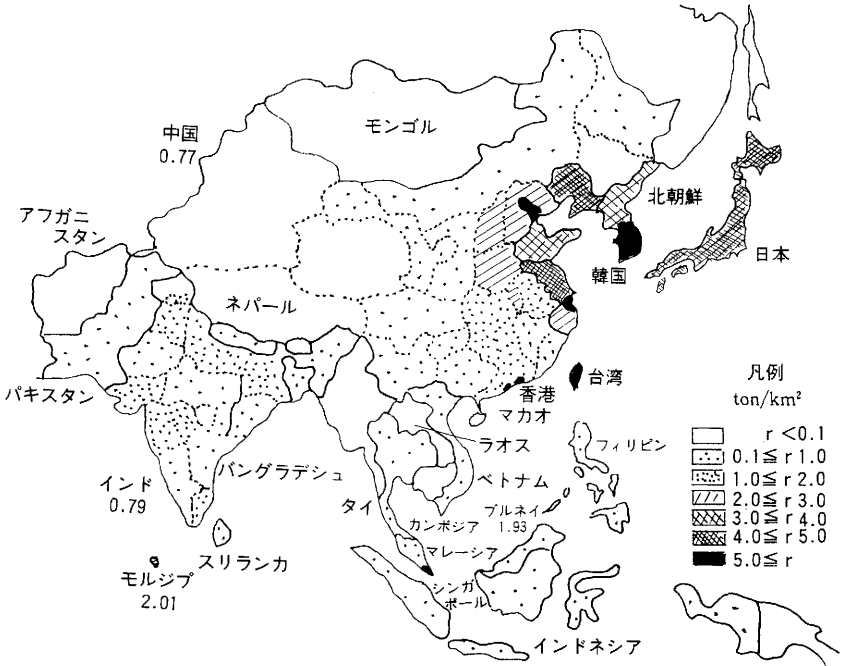 中国
0.77
モンゴル
アフガニ
スタン
北朝鮮
日本
韓国
ネパール
パキスタン
台湾
香港
マカオ
ラオス
フィリピン
インド
0.79
バングラデシュ
ベトナム
タイ
ブルネイ
1.93
カンボジア
マレーシア
スリランカ
モルジブ
2.01
シンガ
ポール
インドネシア
凡例
ton/km²
r <0.1
0.1≦r1.0
1.0≦r2.0
2.0≦r3.0
3.0≦r4.0
4.0≦r5.0
5.0≦r